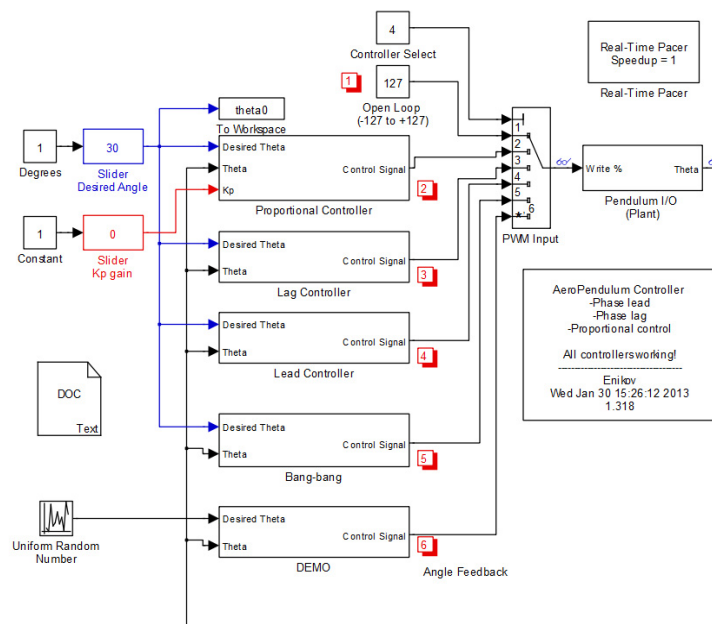 4
Controller Select
1
127
Open Loop
(-127 to +127)
Real-Time Pacer
Speedup = 1
Real-Time Pacer
theta0
To Workspace
1
Degrees
30
Slider
Desired Angle
1
Constant
0
Slider
Kp gain
Desired Theta
Theta
Kp
Control Signal
2
Proportional Controller
Desired Theta
Theta
Control Signal
3
Lag Controller
Desired Theta
Theta
Control Signal
4
Lead Controller
Desired Theta
Theta
Control Signal
5
Bang-bang
Desired Theta
Theta
Control Signal
6
DEMO
Angle Feedback
Uniform Random
Number
DOC
Text
1
2
3
4
5
*, 6
PWM Input
Write %
Theta
Pendulum I/O
(Plant)
AeroPendulum Controller
-Phase lead
-Phase lag
-Proportional control
All controllersworking!
------------------------------------
Enikov
Wed Jan 30 15:26:12 2013
1.318